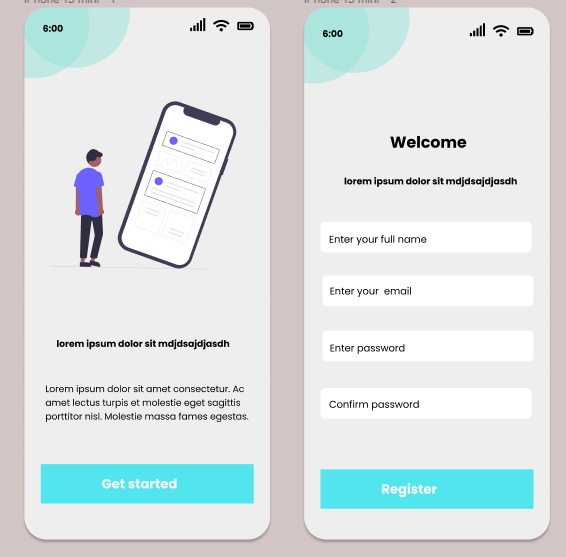 iPhone 13 mini - 1
6:00
lorem ipsum dolor sit mdjdsajdjasdh
Lorem ipsum dolor sit amet consectetur. Ac
amet lectus turpis et molestie eget sagittis
porttitor nisl. Molestie massa fames egestas.
Get started
iPhone 13 mini - 2
6:00
Welcome
lorem ipsum dolor sit mdjdsajdjasdh
Enter your full name
Enter your  email
Enter password
Confirm password
Register